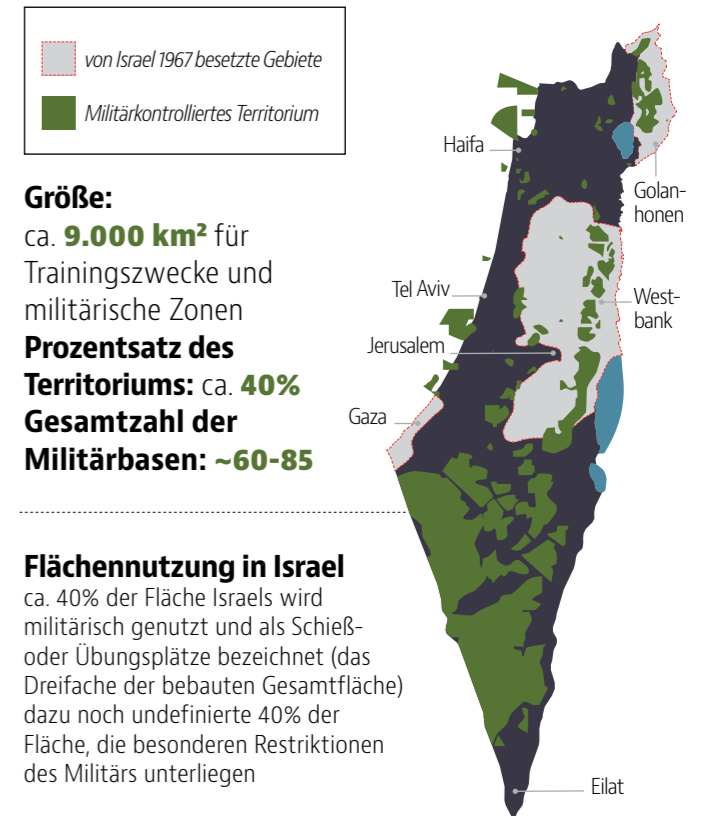 von Israel 1967 besetzte Gebiete
Militärkontrolliertes Territorium
Größe:
ca. 9.000 km² für
Trainingszwecke und
militärische Zonen
Prozentsatz des
Territoriums: ca. 40%
Gesamtzahl der
Militärbasen: ~60-85
Flächennutzung in Israel
ca. 40% der Fläche Israels wird
militärisch genutzt und als Schieß-
oder Übungsplätze bezeichnet (das
Dreifache der bebauten Gesamtfläche)
dazu noch undefinierte 40% der
Fläche, die besonderen Restriktionen
des Militärs unterliegen
Haifa
Golan-
honen
Tel Aviv
West-
bank
Jerusalem
Gaza
Eilat